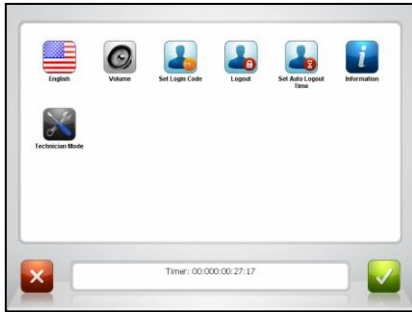 English
Volume
Set Login Code
Logout
Set Auto Logout
Time
Information
Technician Mode
Timer: 00:000:00:27:17